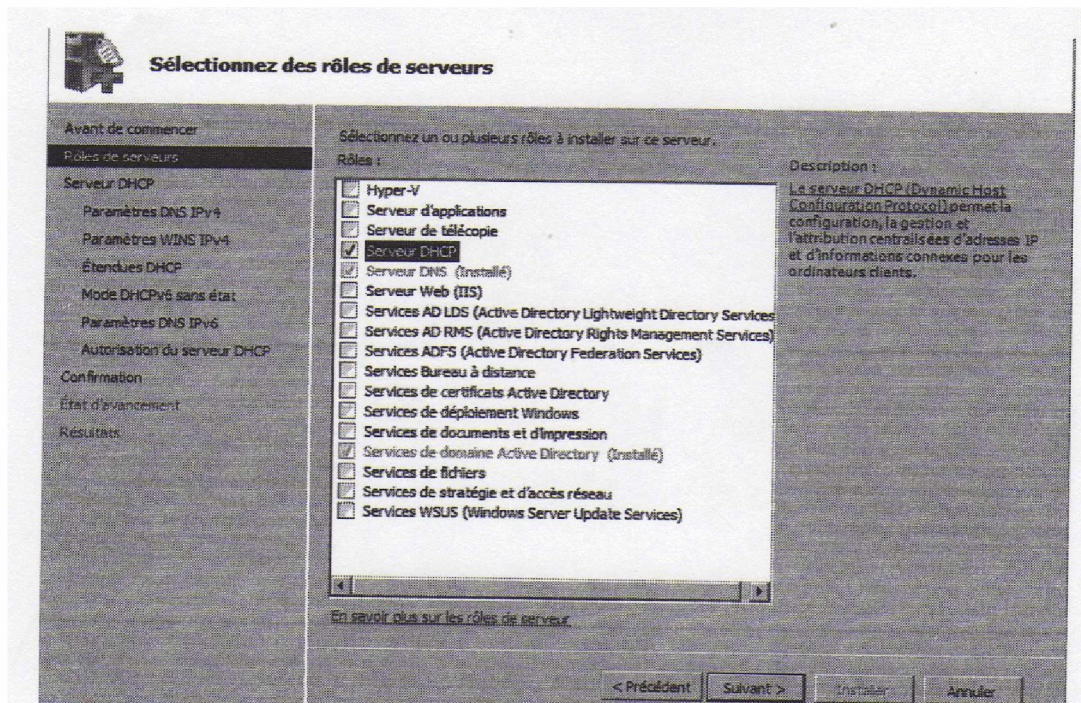 Sélectionnez des rôles de serveurs
Avant de commencer
Rôles de serveurs
Serveur DHCP
Paramètres DNS IPv4
Paramètres WINS IPv4
Étendues DHCP
Mode DHCPv6 sans état
Paramètres DNS IPv6
Autorisation du serveur DHCP
Confirmation
État d'avancement
Résultats
Sélectionnez un ou plusieurs rôles à installer sur ce serveur.
Rôles :
Hyper-V
Serveur d'applications
Serveur de télécopie
Serveur DHCP
Serveur DNS (Installé)
Serveur Web (IIS)
Services AD LDS (Active Directory Lightweight Directory Services
Services AD RMS (Active Directory Rights Management Services)
Services ADFS (Active Directory Federation Services)
Services Bureau à distance
Services de certificats Active Directory
Services de déploiement Windows
Services de documents et d'impression
Services de domaine Active Directory (Installé)
Services de fichiers
Services de stratégie et d'accès réseau
Services WSUS (Windows Server Update Services)
En savoir plus sur les rôles de serveur
Description :
Le serveur DHCP (Dynamic Host
Configuration Protocol) permet la
configuration, la gestion et
l'attribution centralisées d'adresses IP
et d'informations connexes pour les
ordinateurs clients.
< Précédent
Suivant >
Installer
Annuler